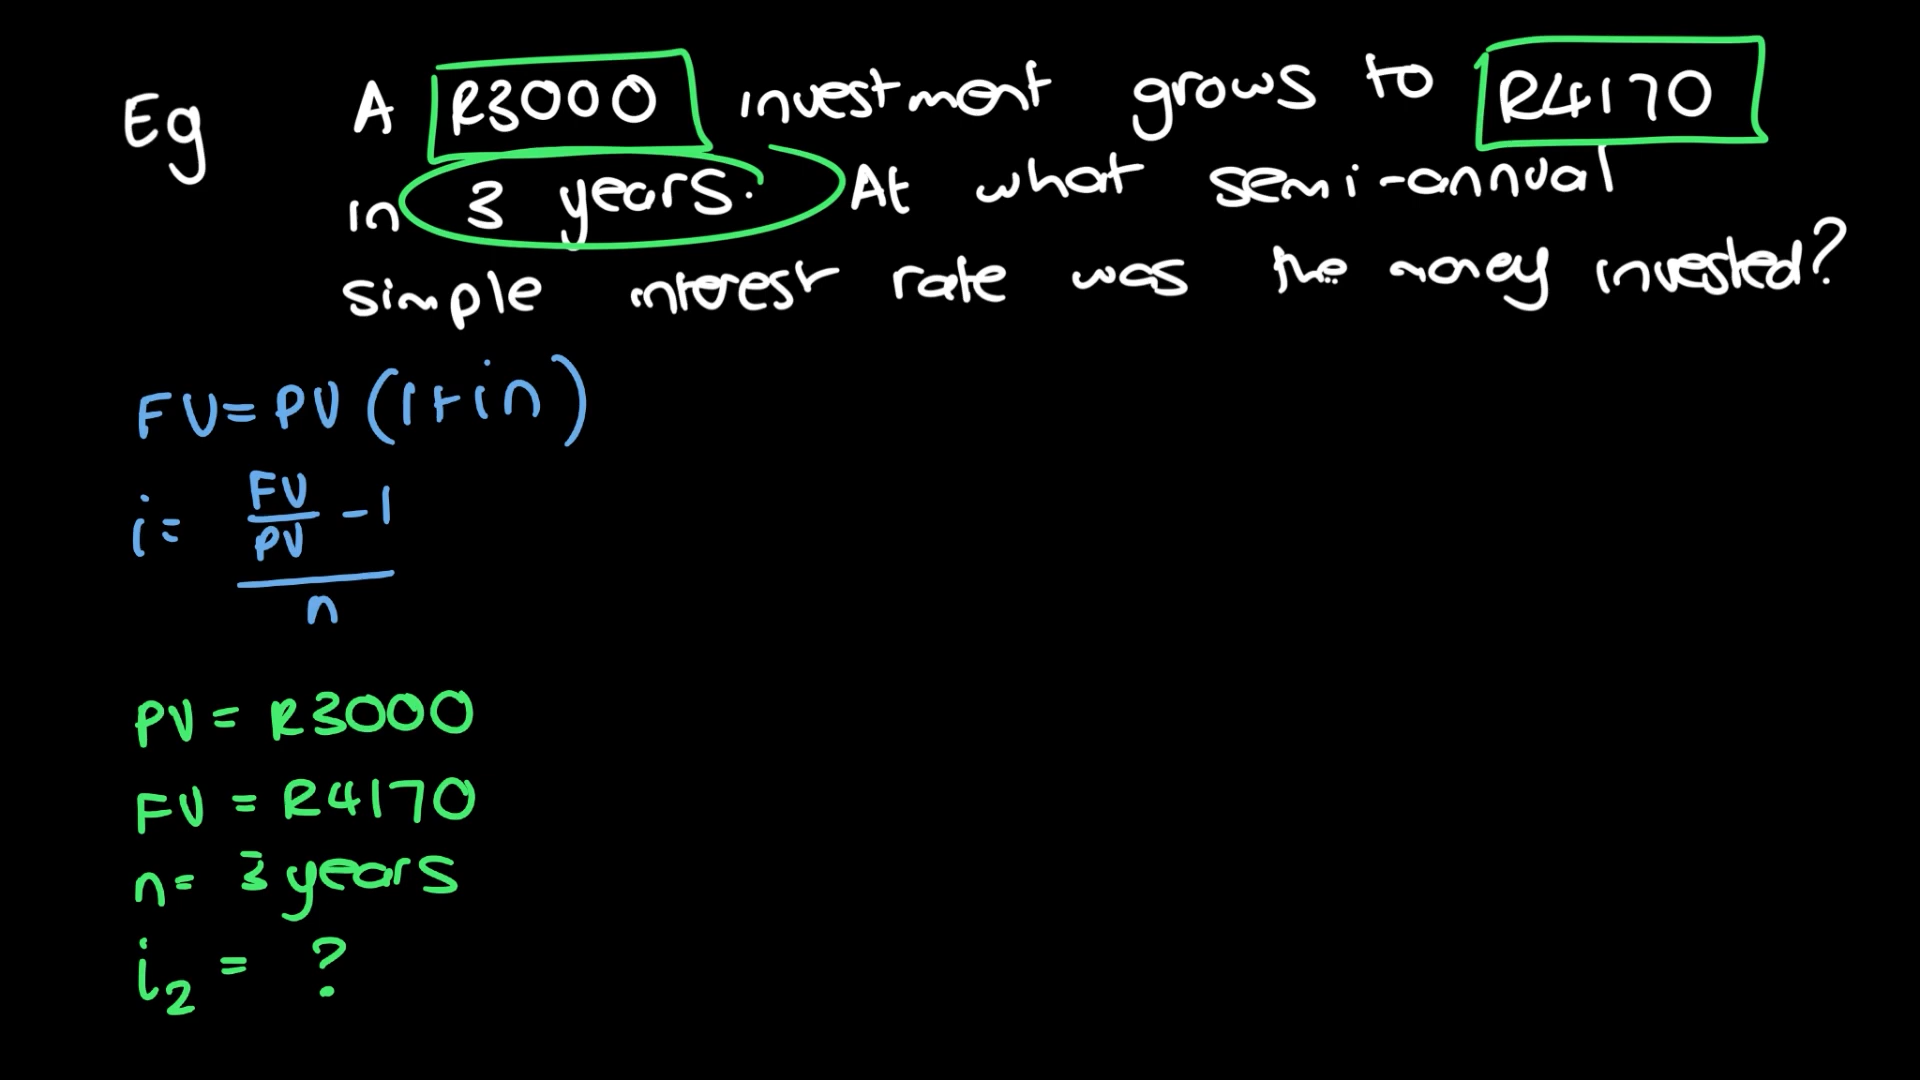 Eg A R3000 investment grows to R4170
in 3 years. At what semi-annual
simple interest rate was the money invested?
FV = PV (1+in)
i = FV/PV - 1
n
PV = R3000
FV = R4170
n = 3 years
i₂ = ?